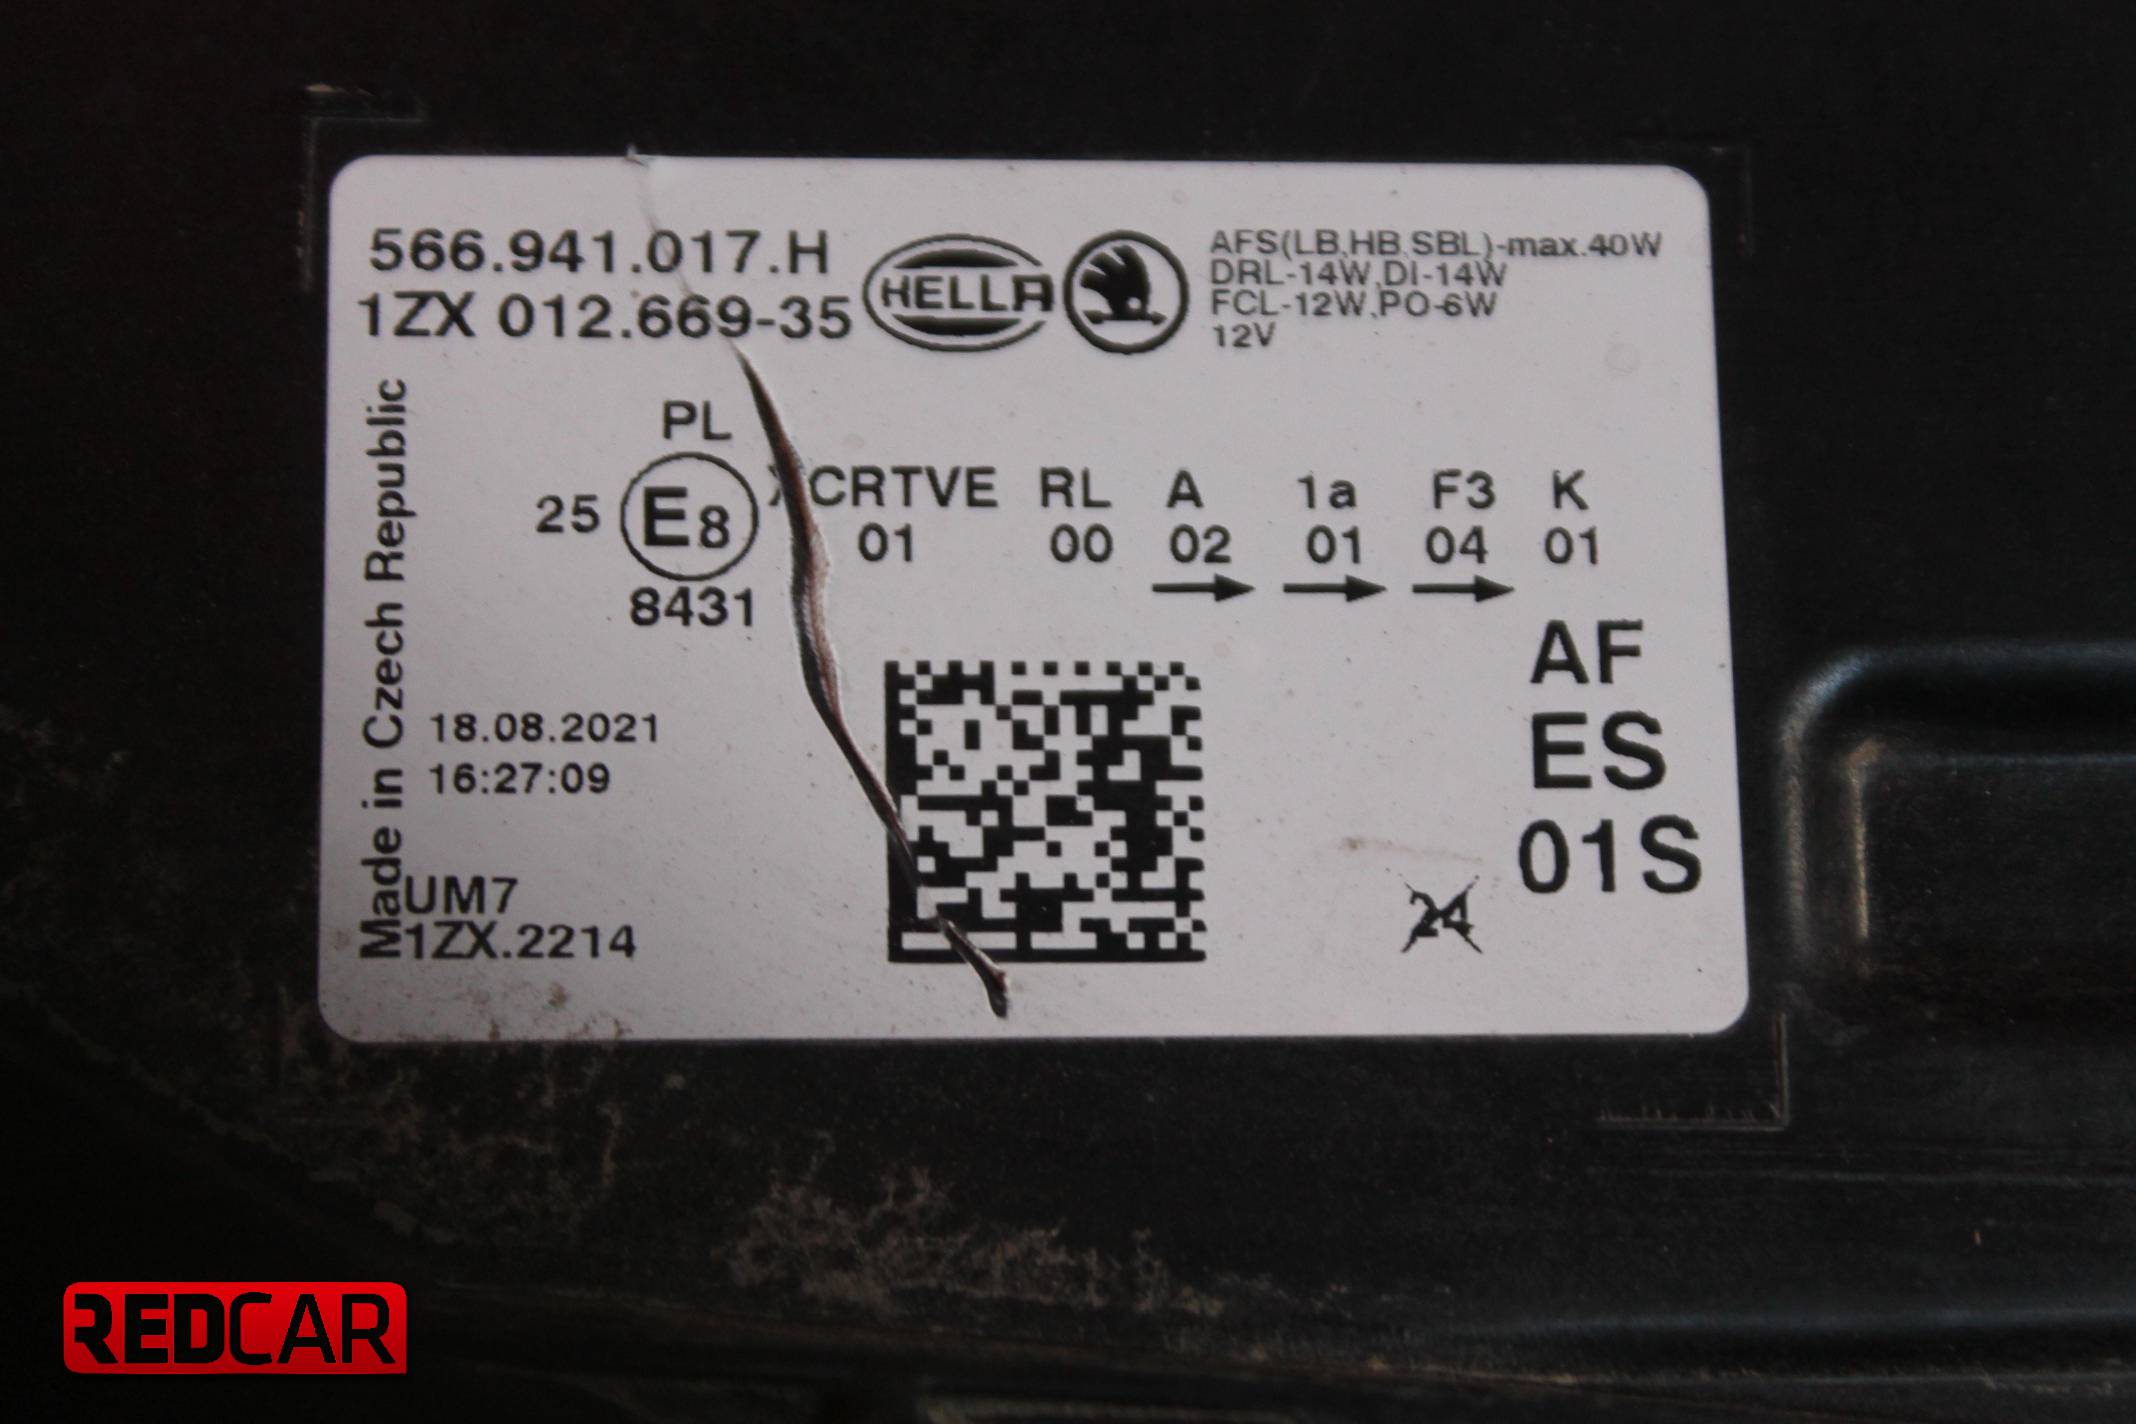 566.941.017.H
1ZX 012.669-35
HELLA
AFS(LB,HB,SBL)-max.40W
DRL-14W,DI-14W
FCL-12W,PO-6W
12V
Made in Czech Republic
PL
25 E8 XCRTVE RL A 1a F3 K
01 00 02 01 04 01
8431
AF
ES
01S
18.08.2021
16:27:09
24
UM7
1ZX.2214
REDCAR